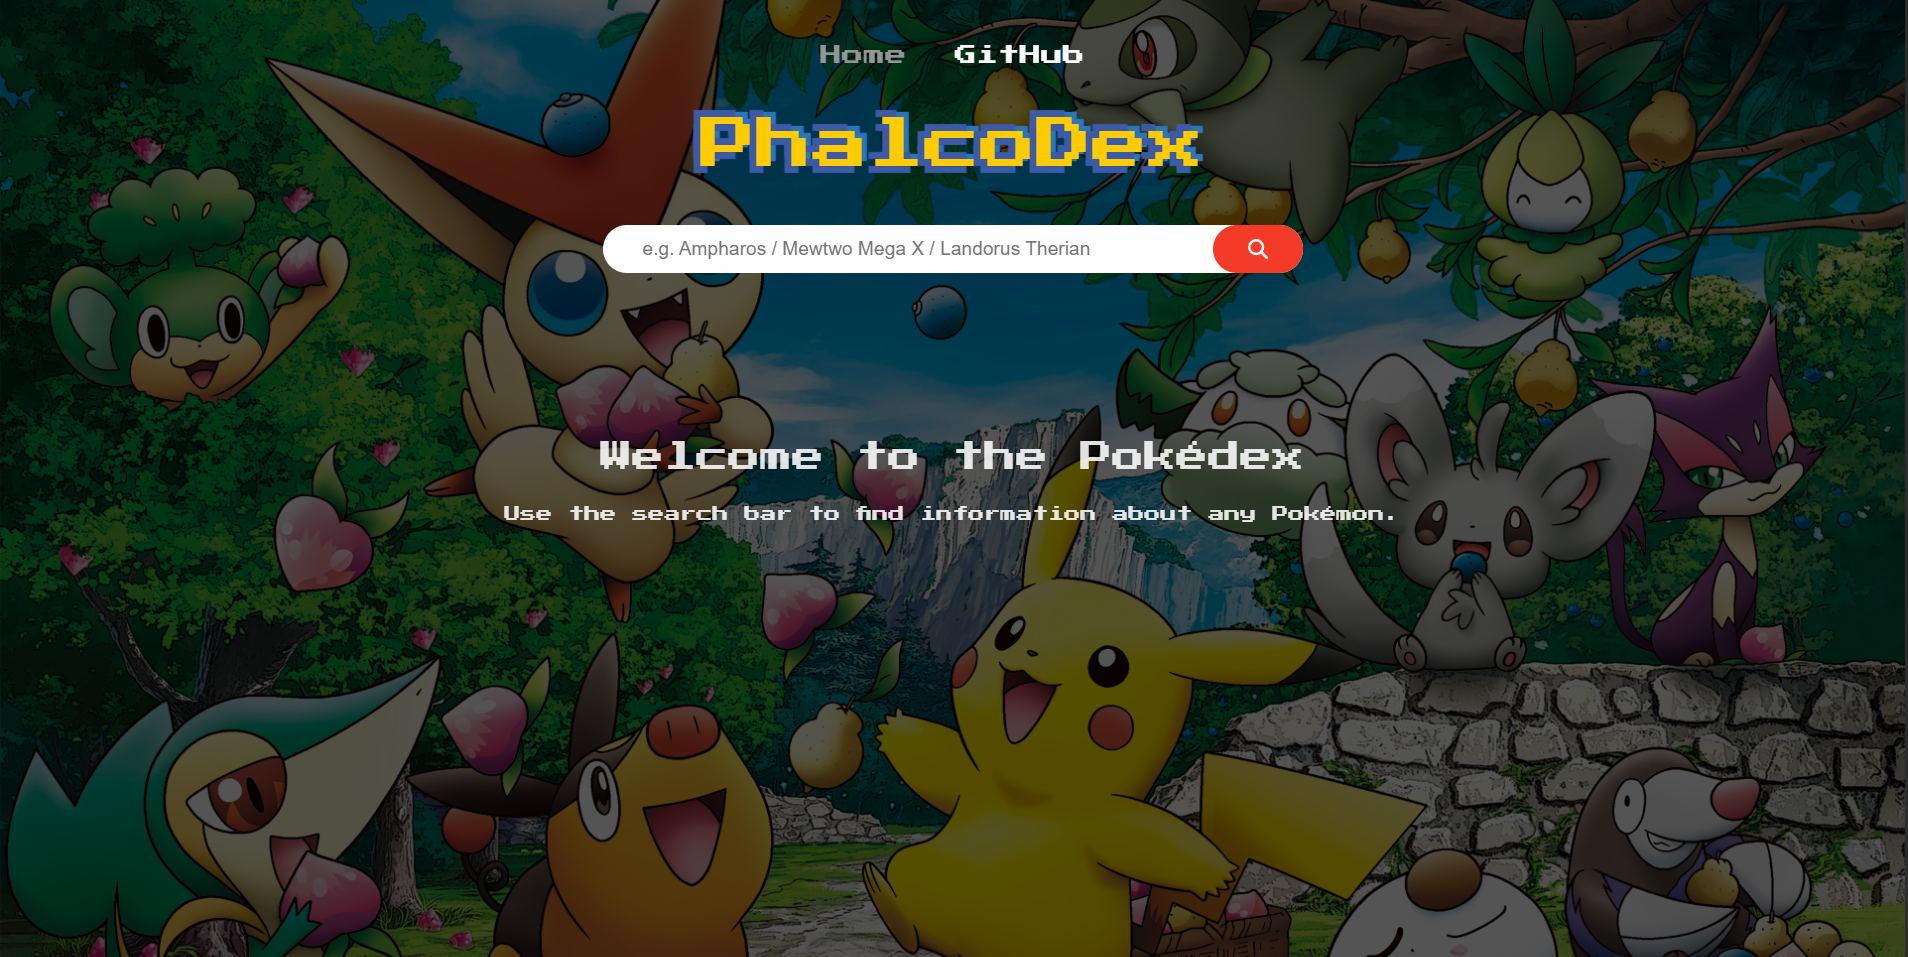 Home GitHub
PhalcoDex
e.g. Ampharos / Mewtwo Mega X / Landorus Therian
Welcome to the Pokédex
Use the search bar to find information about any Pokémon.